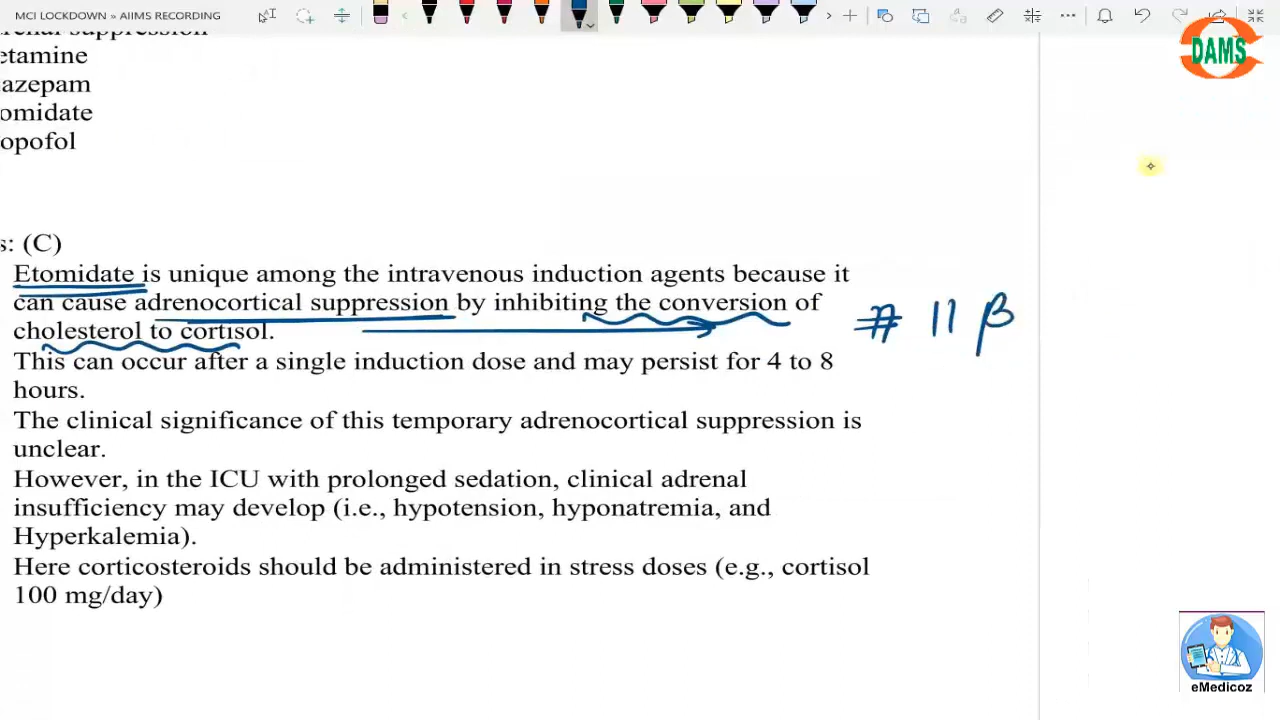 MCI LOCKDOWN » AIIMS RECORDING
DAMS
etamine
azepam
omidate
opofol
s: (C)
Etomidate is unique among the intravenous induction agents because it
can cause adrenocortical suppression by inhibiting the conversion of
cholesterol to cortisol.
# 11 β
This can occur after a single induction dose and may persist for 4 to 8
hours.
The clinical significance of this temporary adrenocortical suppression is
unclear.
However, in the ICU with prolonged sedation, clinical adrenal
insufficiency may develop (i.e., hypotension, hyponatremia, and
Hyperkalemia).
Here corticosteroids should be administered in stress doses (e.g., cortisol
100 mg/day)
eMedicoz